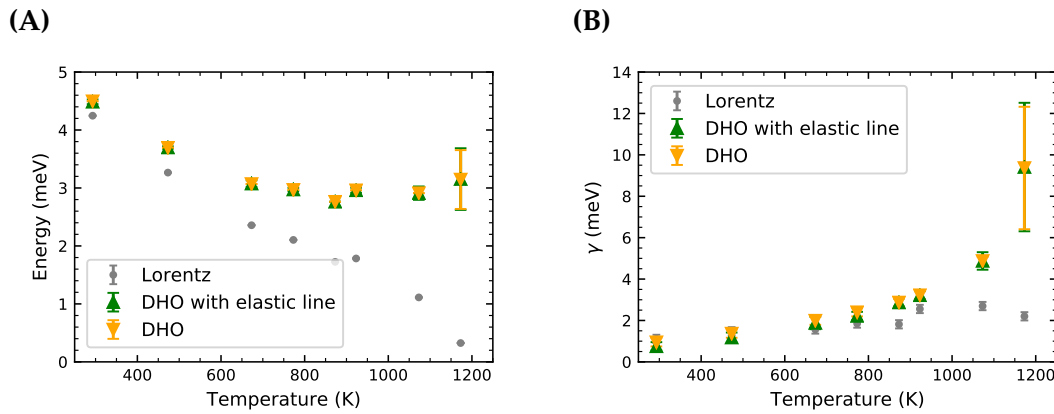 (A)
(B)
5
4
3
2
1
0
Energy (meV)
Lorentz
DHO with elastic line
DHO
400
600
800
1000
1200
Temperature (K)
14
12
10
8
6
4
2
0
γ (meV)
Lorentz
DHO with elastic line
DHO
400
600
800
1000
1200
Temperature (K)